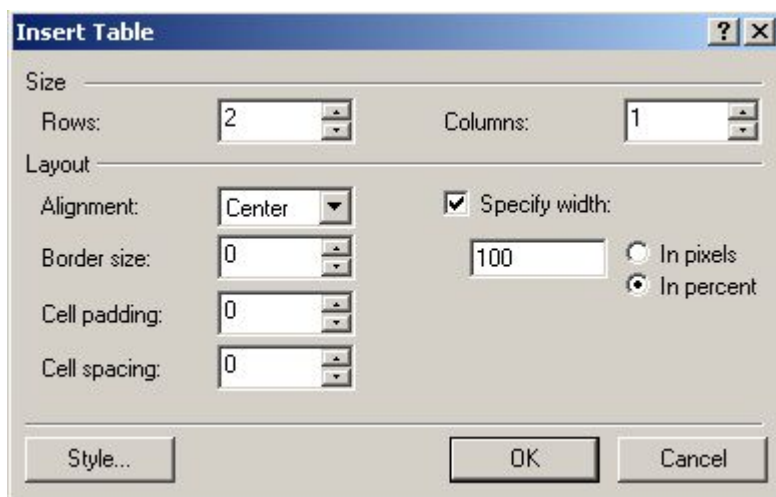 Insert Table
Size
Rows: 2 Columns: 1
Layout
Alignment: Center Specify width:
Border size: 0 100 In pixels
In percent
Cell padding: 0
Cell spacing: 0
Style... OK Cancel